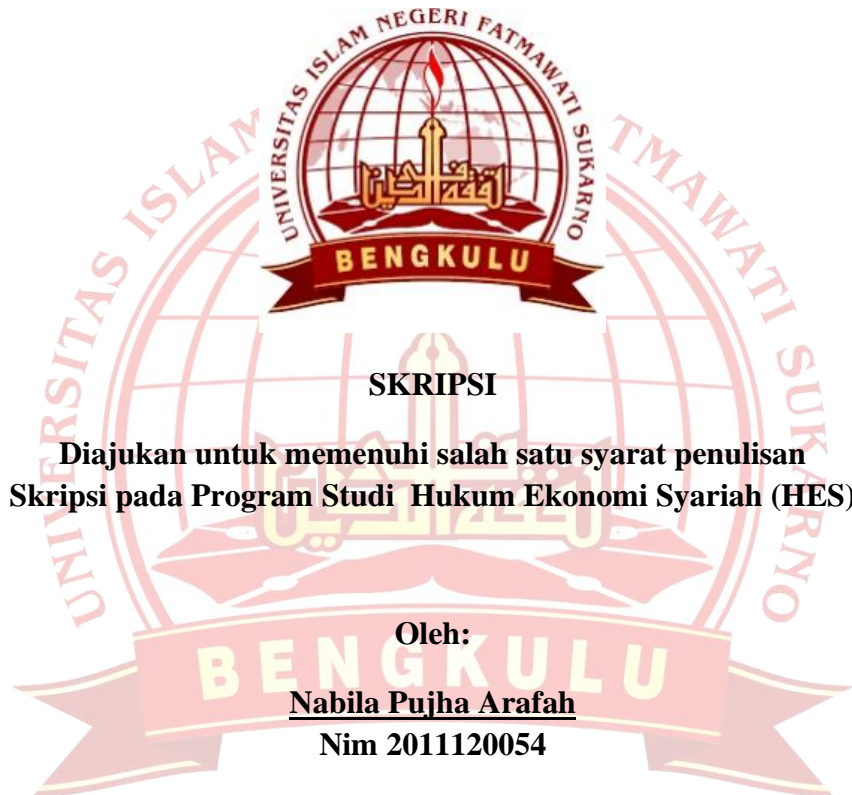 UNIVERSITAS ISLAM NEGERI FATMAWATI SUKARNO
BENGKULU
SKRIPSI
Diajukan untuk memenuhi salah satu syarat penulisan
Skripsi pada Program Studi Hukum Ekonomi Syariah (HES)
Oleh:
Nabila Pujha Arafah
Nim 2011120054